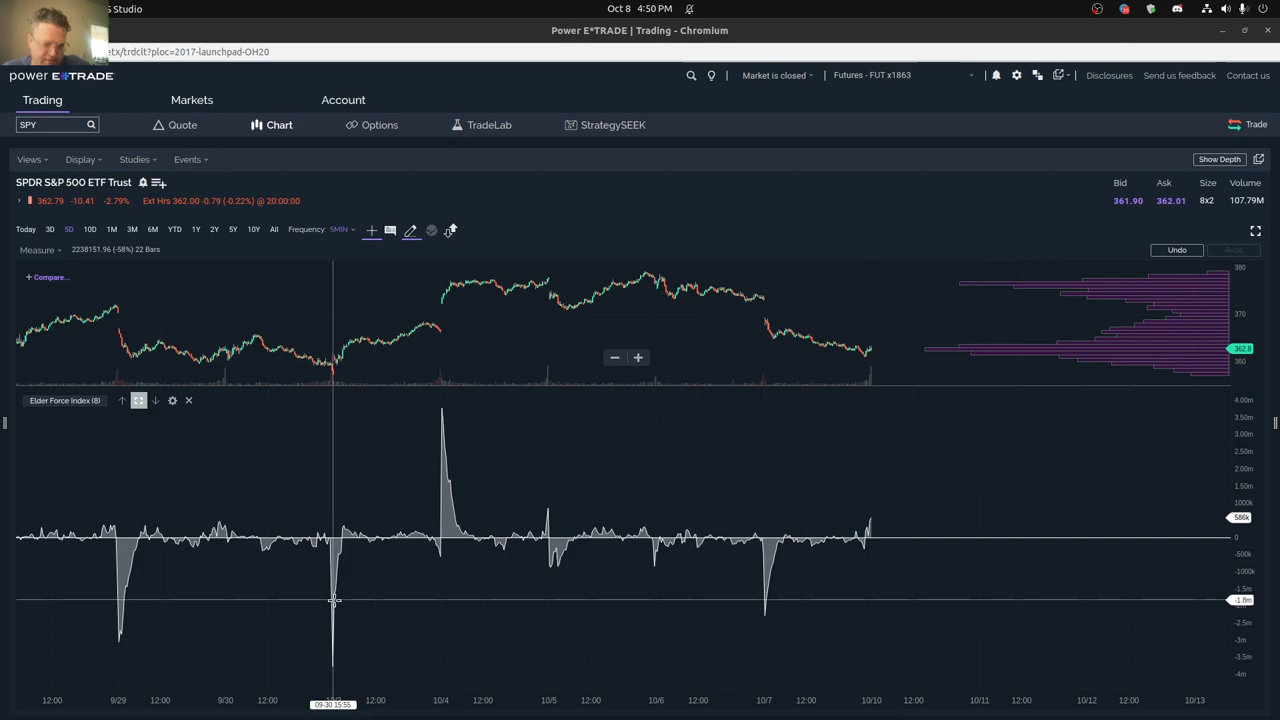 S Studio
Oct 8 4:50 PM
Power E*TRADE | Trading - Chromium
etx/trdclt?ploc=2017-launchpad-OH20
power E*TRADE
Market is closed
Futures - FUT x1863
Disclosures
Send us feedback
Contact us
Trading
Markets
Account
SPY
Quote
Chart
Options
TradeLab
StrategySEEK
Trade
Views
Display
Studies
Events
Show Depth
SPDR S&P 500 ETF Trust
Bid Ask Size Volume
362.79 -10.41 -2.79% Ext Hrs 362.00 -0.79 (-0.22%) @ 20:00:00
361.90 362.01 8x2 107.79M
Today 3D 5D 10D 1M 3M 6M YTD 1Y 2Y 5Y 10Y All Frequency: 5MIN
Measure 2238151.96 (-58%) 22 Bars
Undo
Redo
+ Compare...
380
370
362.8
360
Elder Force Index (8)
4.00m
3.50m
3.00m
2.50m
2.00m
1.50m
1000k
586k
0
-500k
-1000k
-1.5m
-1.8m
-2.5m
-3m
-3.5m
-4m
12:00 9/29 12:00 9/30 12:00 12:00 10/4 12:00 10/5 12:00 10/6 12:00 10/7 12:00 10/10 12:00 10/11 12:00 10/12 12:00 10/13
09-30 15:55